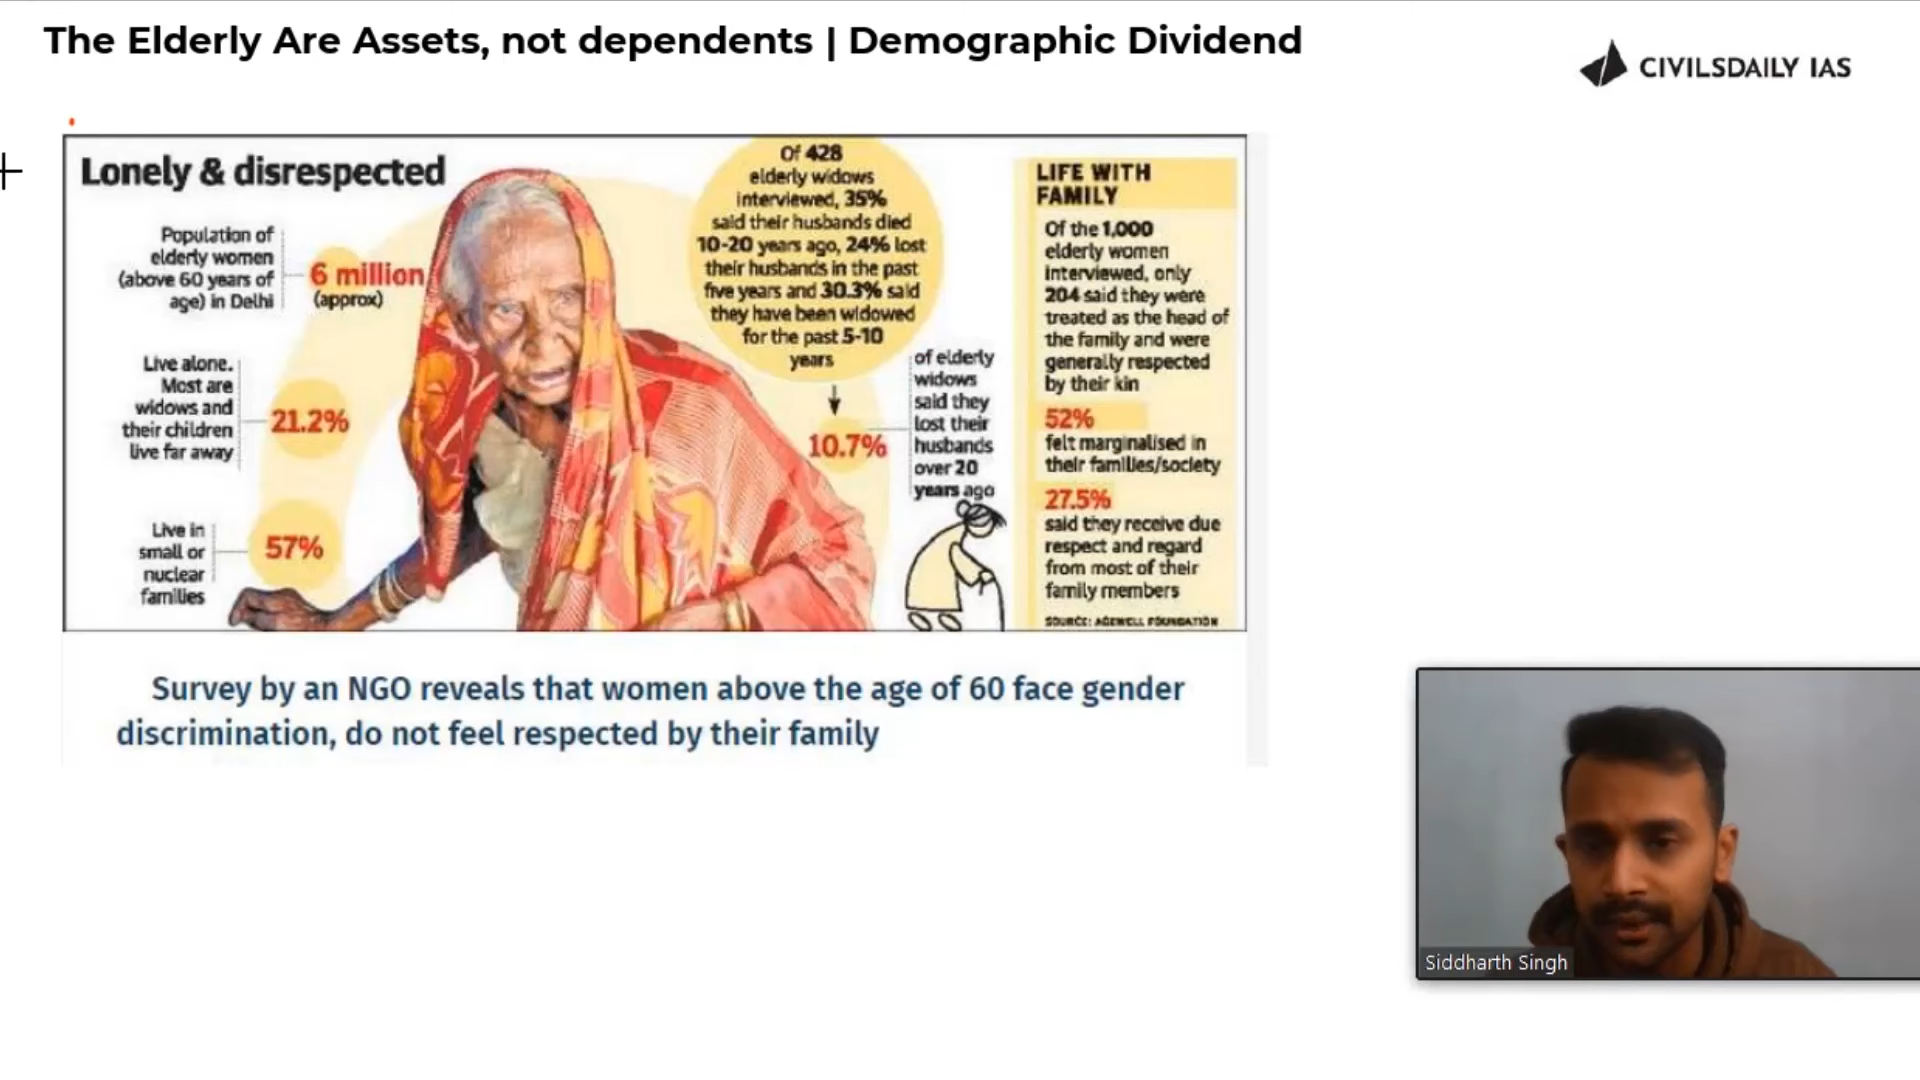 The Elderly Are Assets, not dependents | Demographic Dividend
CIVILSDAILY IAS
Lonely & disrespected
Population of
elderly women
(above 60 years of
age) in Delhi
6 million
(approx)
Live alone.
Most are
widows and
their children
live far away
21.2%
Live in
small or
nuclear
families
57%
Of 428
elderly widows
interviewed, 35%
said their husbands died
10-20 years ago, 24% lost
their husbands in the past
five years and 30.3% said
they have been widowed
for the past 5-10
years
10.7%
of elderly
widows
said they
lost their
husbands
over 20
years ago
LIFE WITH
FAMILY
Of the 1,000
elderly women
interviewed, only
204 said they were
treated as the head of
the family and were
generally respected
by their kin
52%
felt marginalised in
their families/society
27.5%
said they receive due
respect and regard
from most of their
family members
SOURCE: AGEWELL FOUNDATION
Survey by an NGO reveals that women above the age of 60 face gender
discrimination, do not feel respected by their family
Siddharth Singh